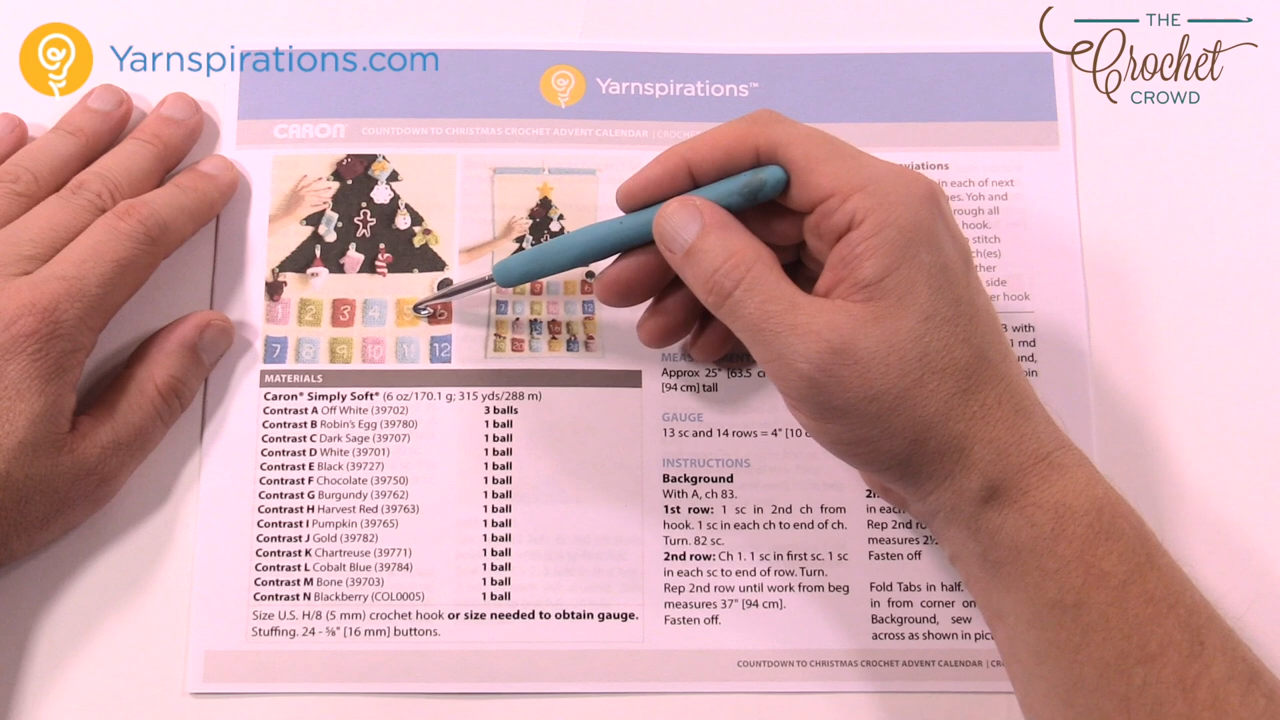 Yarnspirations.com
THE
Crochet
CROWD
Yarnspirations™
CARON COUNTDOWN TO CHRISTMAS CROCHET ADVENT CALENDAR | CROCHE
1 2 3 4 5 6
7 8 9 10 11 12
MATERIALS
Caron® Simply Soft® (6 oz/170.1 g; 315 yds/288 m)
Contrast A Off White (39702) 3 balls
Contrast B Robin's Egg (39780) 1 ball
Contrast C Dark Sage (39707) 1 ball
Contrast D White (39701) 1 ball
Contrast E Black (39727) 1 ball
Contrast F Chocolate (39750) 1 ball
Contrast G Burgundy (39762) 1 ball
Contrast H Harvest Red (39763) 1 ball
Contrast I Pumpkin (39765) 1 ball
Contrast J Gold (39782) 1 ball
Contrast K Chartreuse (39771) 1 ball
Contrast L Cobalt Blue (39784) 1 ball
Contrast M Bone (39703) 1 ball
Contrast N Blackberry (COL0005) 1 ball
Size U.S. H/8 (5 mm) crochet hook or size needed to obtain gauge.
Stuffing. 24 - ⅝" [16 mm] buttons.
MEASUREMENT
Approx 25" [63.5 c
[94 cm] tall
GAUGE
13 sc and 14 rows = 4" [10 c
INSTRUCTIONS
Background
With A, ch 83.
1st row: 1 sc in 2nd ch from
hook. 1 sc in each ch to end of ch.
Turn. 82 sc.
2nd row: Ch 1. 1 sc in first sc. 1 sc
in each sc to end of row. Turn.
Rep 2nd row until work from beg
measures 37" [94 cm].
Fasten off.
viations
in each of next
es. Yoh and
rough all
hook.
stitch
ch(es)
ther
side
er hook
3 with
1 md
und,
oin
in each
Rep 2nd ro
measures 2½
Fasten off
Fold Tabs in half.
in from corner on
Background, sew
across as shown in pict
COUNTDOWN TO CHRISTMAS CROCHET ADVENT CALENDAR | CRO